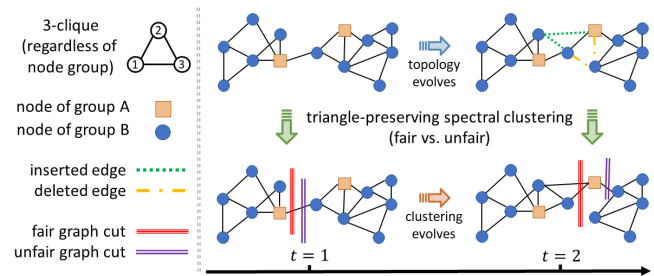 3-clique
(regardless of
node group)
2
1
3
node of group A
node of group B
inserted edge
deleted edge
fair graph cut
unfair graph cut
topology
evolves
triangle-preserving spectral clustering
(fair vs. unfair)
clustering
evolves
t = 1
t = 2